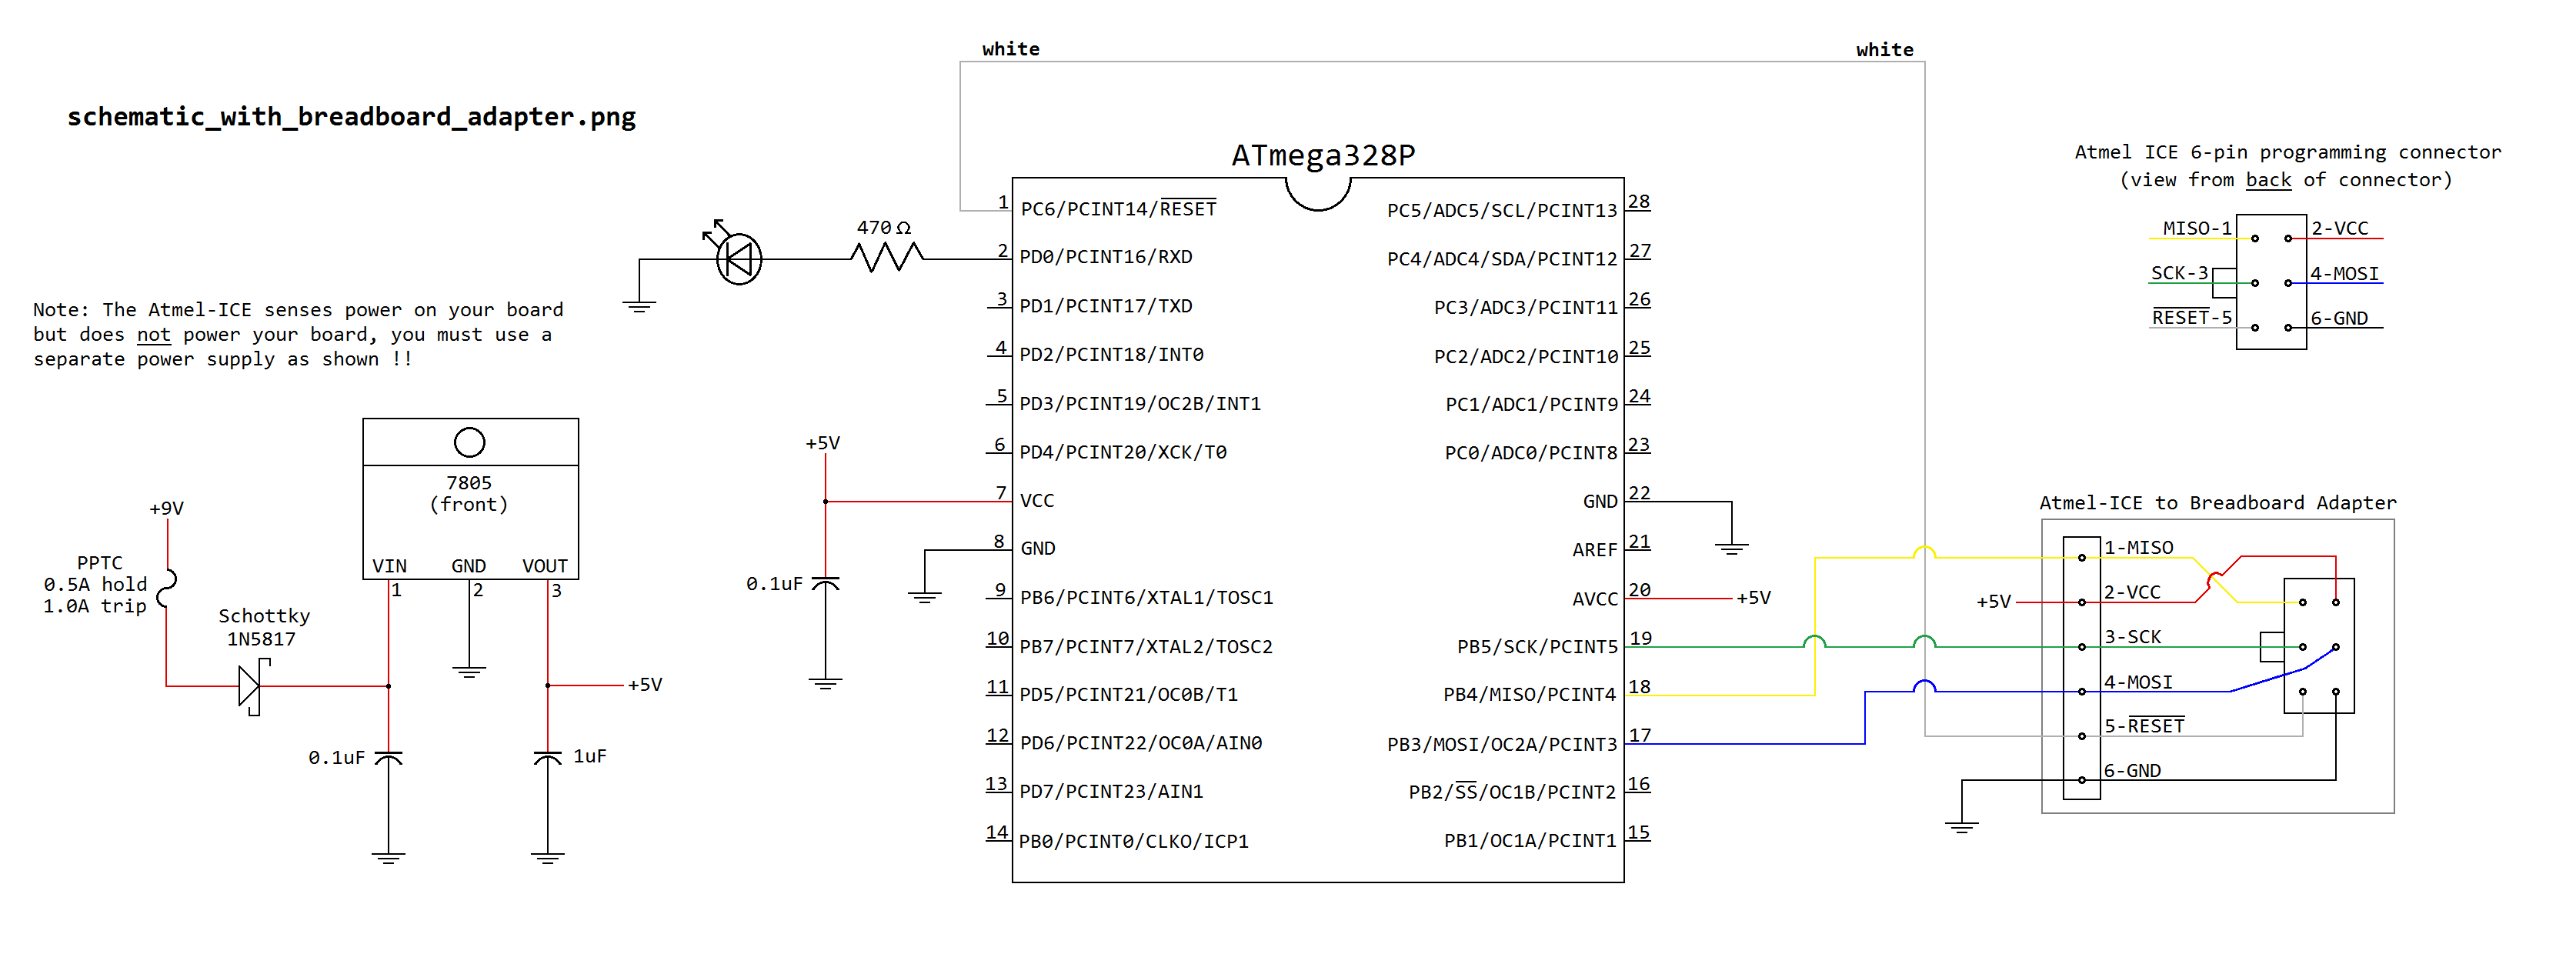 white
white
schematic_with_breadboard_adapter.png
ATmega328P
Atmel ICE 6-pin programming connector
(view from back of connector)
MISO-1
2-VCC
SCK-3
4-MOSI
RESET-5
6-GND
470 Ω
Note: The Atmel-ICE senses power on your board
but does not power your board, you must use a
separate power supply as shown !!
1 PC6/PCINT14/RESET
2 PD0/PCINT16/RXD
3 PD1/PCINT17/TXD
4 PD2/PCINT18/INT0
5 PD3/PCINT19/OC2B/INT1
6 PD4/PCINT20/XCK/T0
7 VCC
8 GND
9 PB6/PCINT6/XTAL1/TOSC1
10 PB7/PCINT7/XTAL2/TOSC2
11 PD5/PCINT21/OC0B/T1
12 PD6/PCINT22/OC0A/AIN0
13 PD7/PCINT23/AIN1
14 PB0/PCINT0/CLKO/ICP1
PC5/ADC5/SCL/PCINT13 28
PC4/ADC4/SDA/PCINT12 27
PC3/ADC3/PCINT11 26
PC2/ADC2/PCINT10 25
PC1/ADC1/PCINT9 24
PC0/ADC0/PCINT8 23
GND 22
AREF 21
AVCC 20
+5V
PB5/SCK/PCINT5 19
PB4/MISO/PCINT4 18
PB3/MOSI/OC2A/PCINT3 17
PB2/SS/OC1B/PCINT2 16
PB1/OC1A/PCINT1 15
+5V
0.1uF
7805
(front)
VIN GND VOUT
1 2 3
+9V
PPTC
0.5A hold
1.0A trip
Schottky
1N5817
+5V
0.1uF
1uF
Atmel-ICE to Breadboard Adapter
1-MISO
2-VCC
+5V
3-SCK
4-MOSI
5-RESET
6-GND